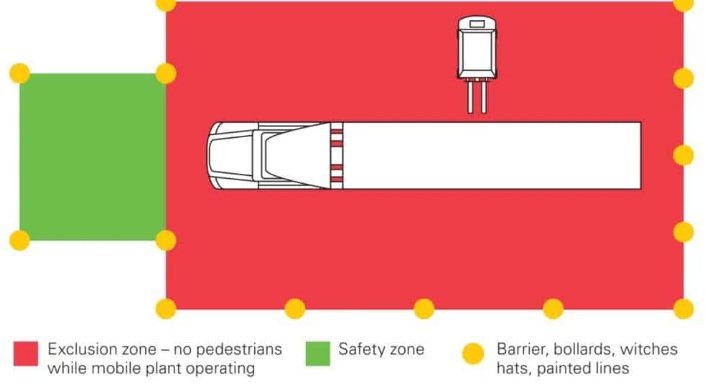 Exclusion zone – no pedestrians
while mobile plant operating
Safety zone
Barrier, bollards, witches
hats, painted lines